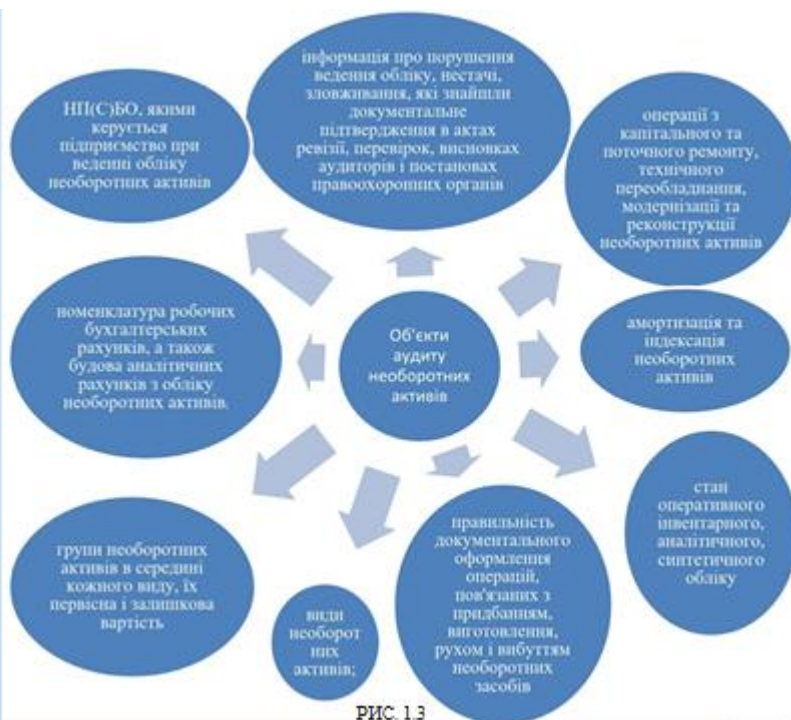 інформація про порушення
ведення обліку, нестачі,
зловживання, які знайшли
документальне
підтвердження в актах
ревізії, перевірок, висновках
аудиторів і постановах
правоохоронних органів
операції з
капітального та
поточного ремонту,
технічного
переобладнання,
модернізації та
реконструкції
необоротних активів
амортизація та
індексація
необоротних
активів
стан
оперативного
інвентарного,
аналітичного,
синтетичного
обліку
правильність
документального
оформлення
операцій,
пов'язаних з
придбанням,
виготовлення,
рухом і вибуттям
необоротних
засобів
види
необорот
них
активів;
групи необоротних
активів в середині
кожного виду, їх
первісна і залишкова
вартість
номенклатура робочих
бухгалтерських
рахунків, а також
будова аналітичних
рахунків з обліку
необоротних активів.
НП(С)БО, якими
керується
підприємство при
веденні обліку
необоротних активів
Об'єкти
аудиту
необоротних
активів
РИС. 1.3